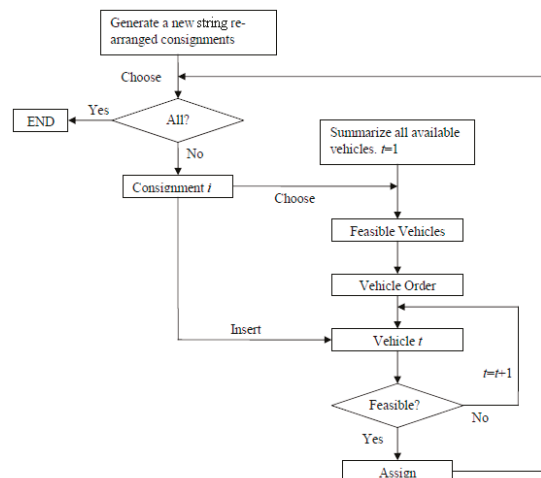 Generate a new string re-
arranged consignments
Choose
Yes
END
All?
No
Summarize all available
vehicles. t=1
Consignment i
Choose
Feasible Vehicles
Vehicle Order
Insert
Vehicle t
t=t+1
Feasible?
No
Yes
Assign